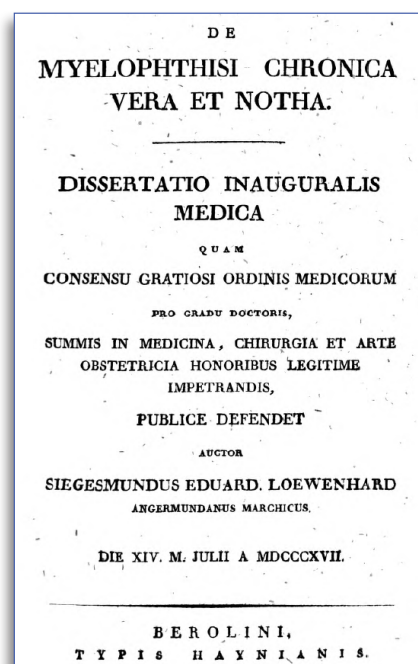 DE
MYELOPHTHISI CHRONICA
VERA ET NOTHA.
DISSERTATIO INAUGURALIS
MEDICA
QUAM
CONSENSU GRATIOSI ORDINIS MEDICORUM
PRO GRADU DOCTORIS,
SUMMIS IN MEDICINA, CHIRURGIA ET ARTE
OBSTETRICIA HONORIBUS LEGITIME
IMPETRANDIS,
PUBLICE DEFENDET
AUCTOR
SIEGESMUNDUS EDUARD. LOEWENHARD
ANGERMUNDANUS MARCHICUS.
DIE XIV. M. JULII A MDCCCXVII.
BEROLINI,
TYPIS HAYNIANIS.